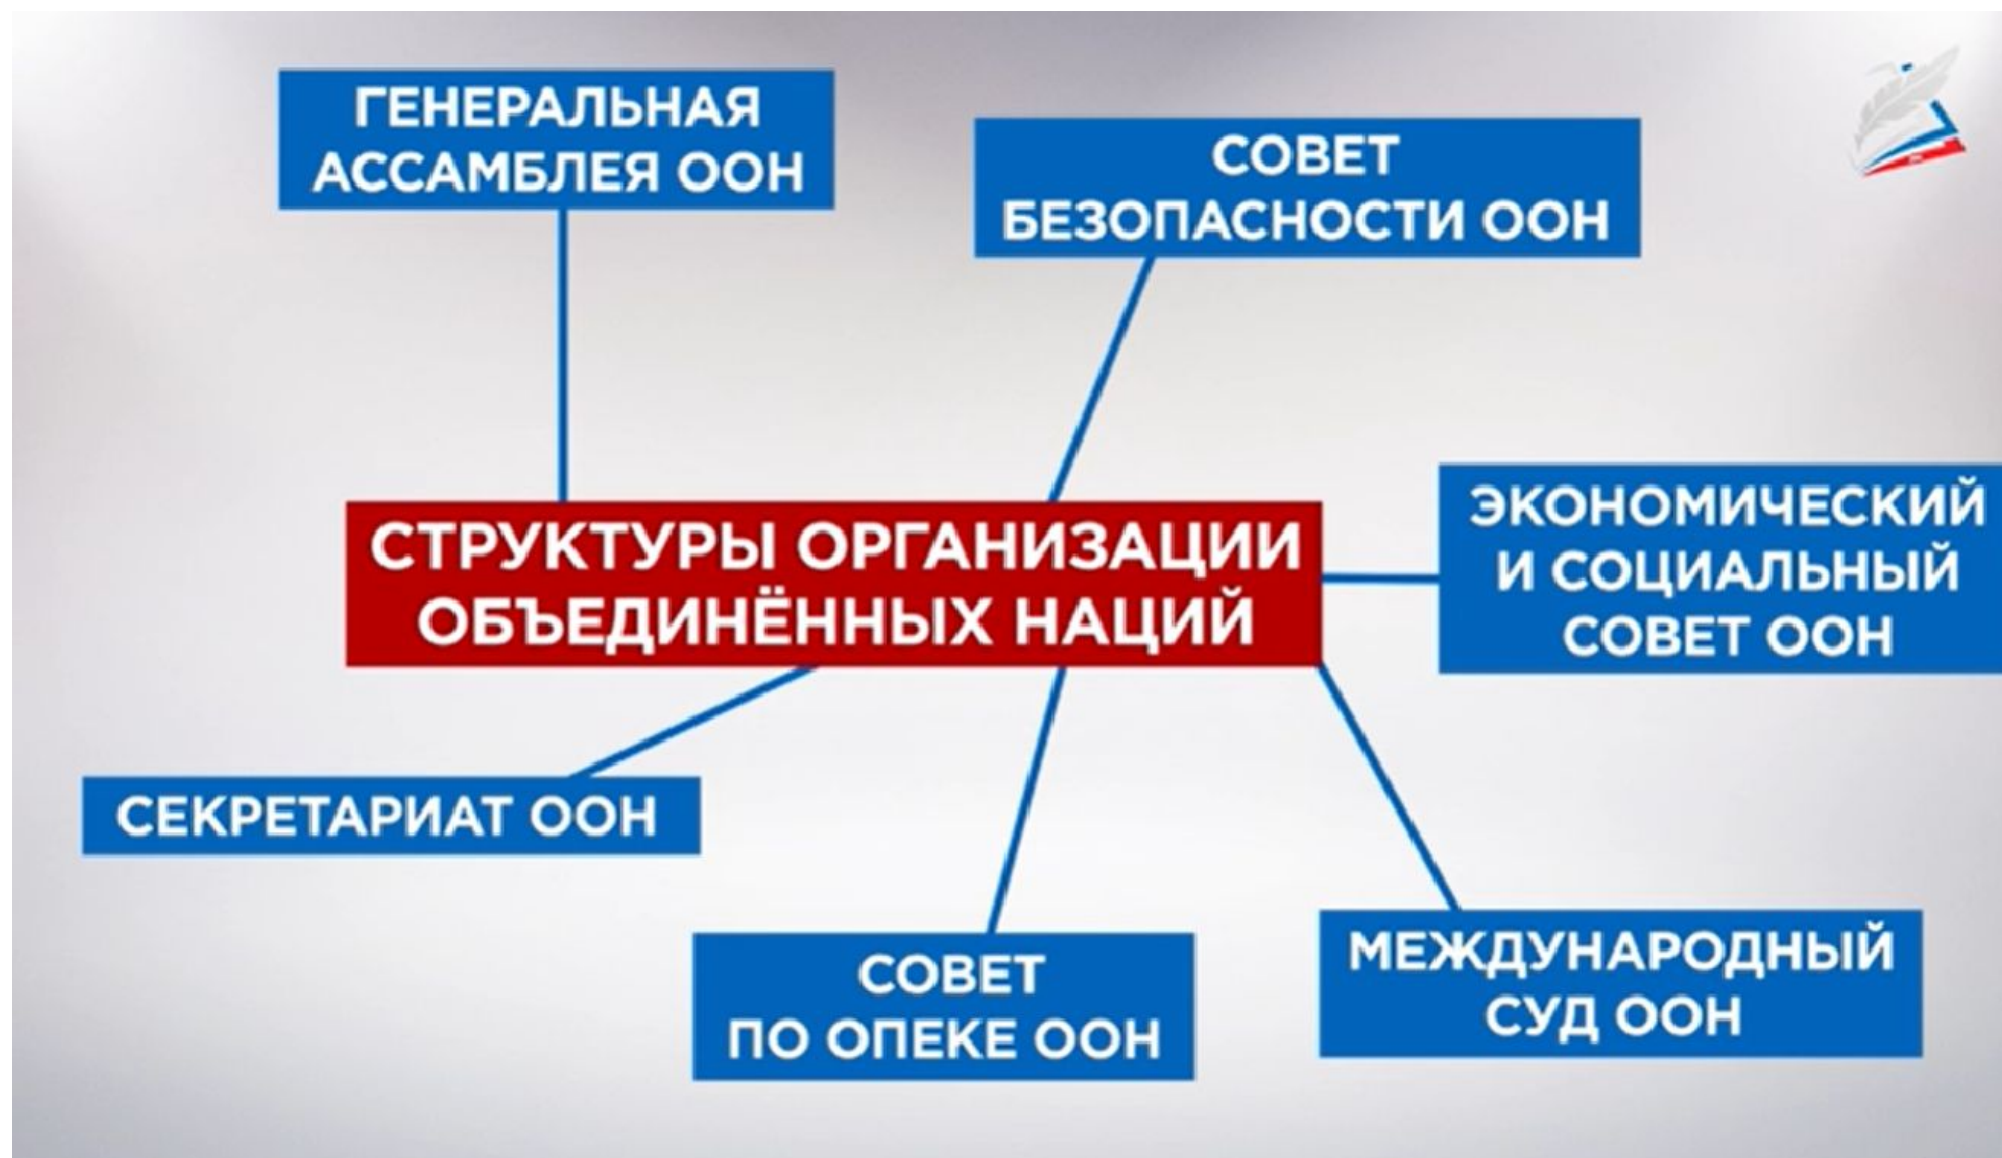 ГЕНЕРАЛЬНАЯ
АССАМБЛЕЯ ООН
СОВЕТ
БЕЗОПАСНОСТИ ООН
СТРУКТУРЫ ОРГАНИЗАЦИИ
ОБЪЕДИНЁННЫХ НАЦИЙ
ЭКОНОМИЧЕСКИЙ
И СОЦИАЛЬНЫЙ
СОВЕТ ООН
СЕКРЕТАРИАТ ООН
СОВЕТ
ПО ОПЕКЕ ООН
МЕЖДУНАРОДНЫЙ
СУД ООН